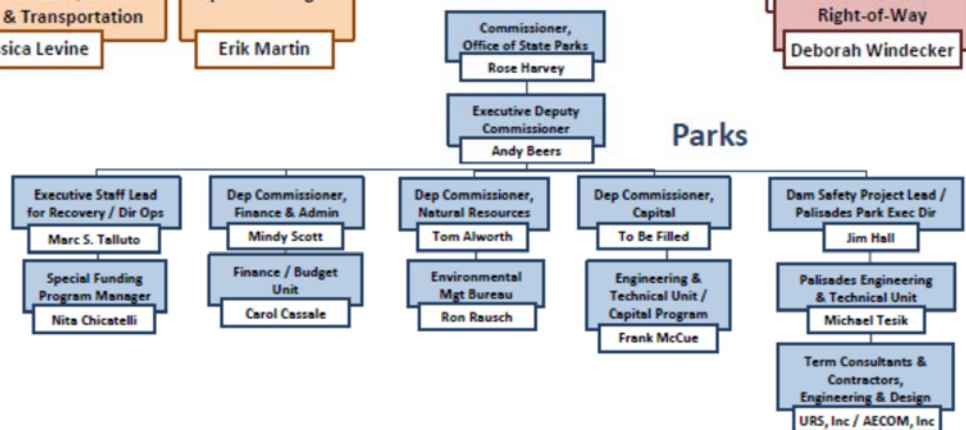 & Transportation
Levine
Erik Martin
Right-of-Way
Deborah Windecker
Commissioner,
Office of State Parks
Rose Harvey
Executive Deputy
Commissioner
Andy Beers
Parks
Executive Staff Lead
for Recovery / Dir Ops
Marc S. Talluto
Special Funding
Program Manager
Nita Chicatelli
Dep Commissioner,
Finance & Admin
Mindy Scott
Finance / Budget
Unit
Carol Cassale
Dep Commissioner,
Natural Resources
Tom Alworth
Environmental
Mgt Bureau
Ron Rausch
Dep Commissioner,
Capital
To Be Filled
Engineering &
Technical Unit /
Capital Program
Frank McCue
Dam Safety Project Lead /
Palisades Park Exec Dir
Jim Hall
Palisades Engineering
& Technical Unit
Michael Tesik
Term Consultants &
Contractors,
Engineering & Design
URS, Inc / AECOM, Inc